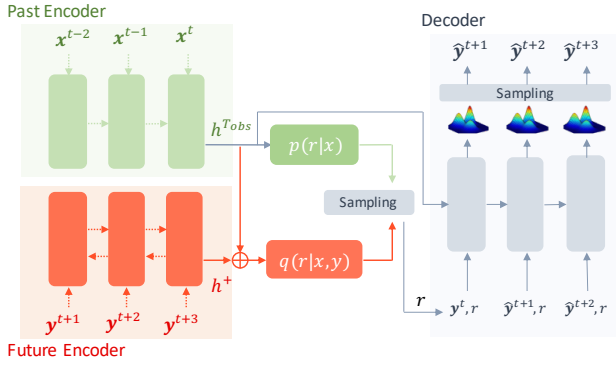 Past Encoder
x^{t−2} x^{t−1} x^t
h^{T_{obs}}
p(r|x)
Sampling
q(r|x,y)
h^+
r
y^{t+1} y^{t+2} y^{t+3}
Future Encoder
Decoder
ŷ^{t+1} ŷ^{t+2} ŷ^{t+3}
Sampling
y^t, r ŷ^{t+1}, r ŷ^{t+2}, r